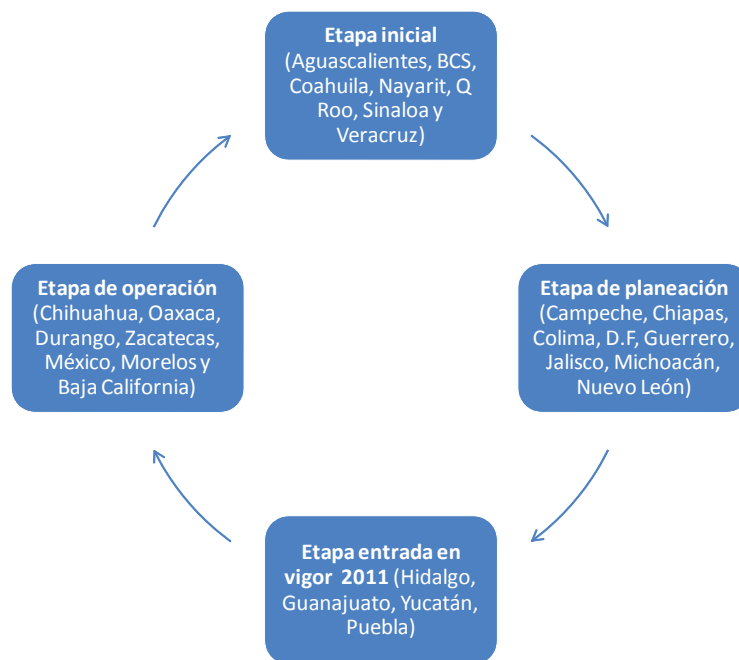 Etapa inicial
(Aguascalientes, BCS,
Coahuila, Nayarit, Q
Roo, Sinaloa y
Veracruz)
Etapa de operación
(Chihuahua, Oaxaca,
Durango, Zacatecas,
México, Morelos y
Baja California)
Etapa de planeación
(Campeche, Chiapas,
Colima, D.F, Guerrero,
Jalisco, Michoacán,
Nuevo León)
Etapa entrada en
vigor 2011 (Hidalgo,
Guanajuato, Yucatán,
Puebla)